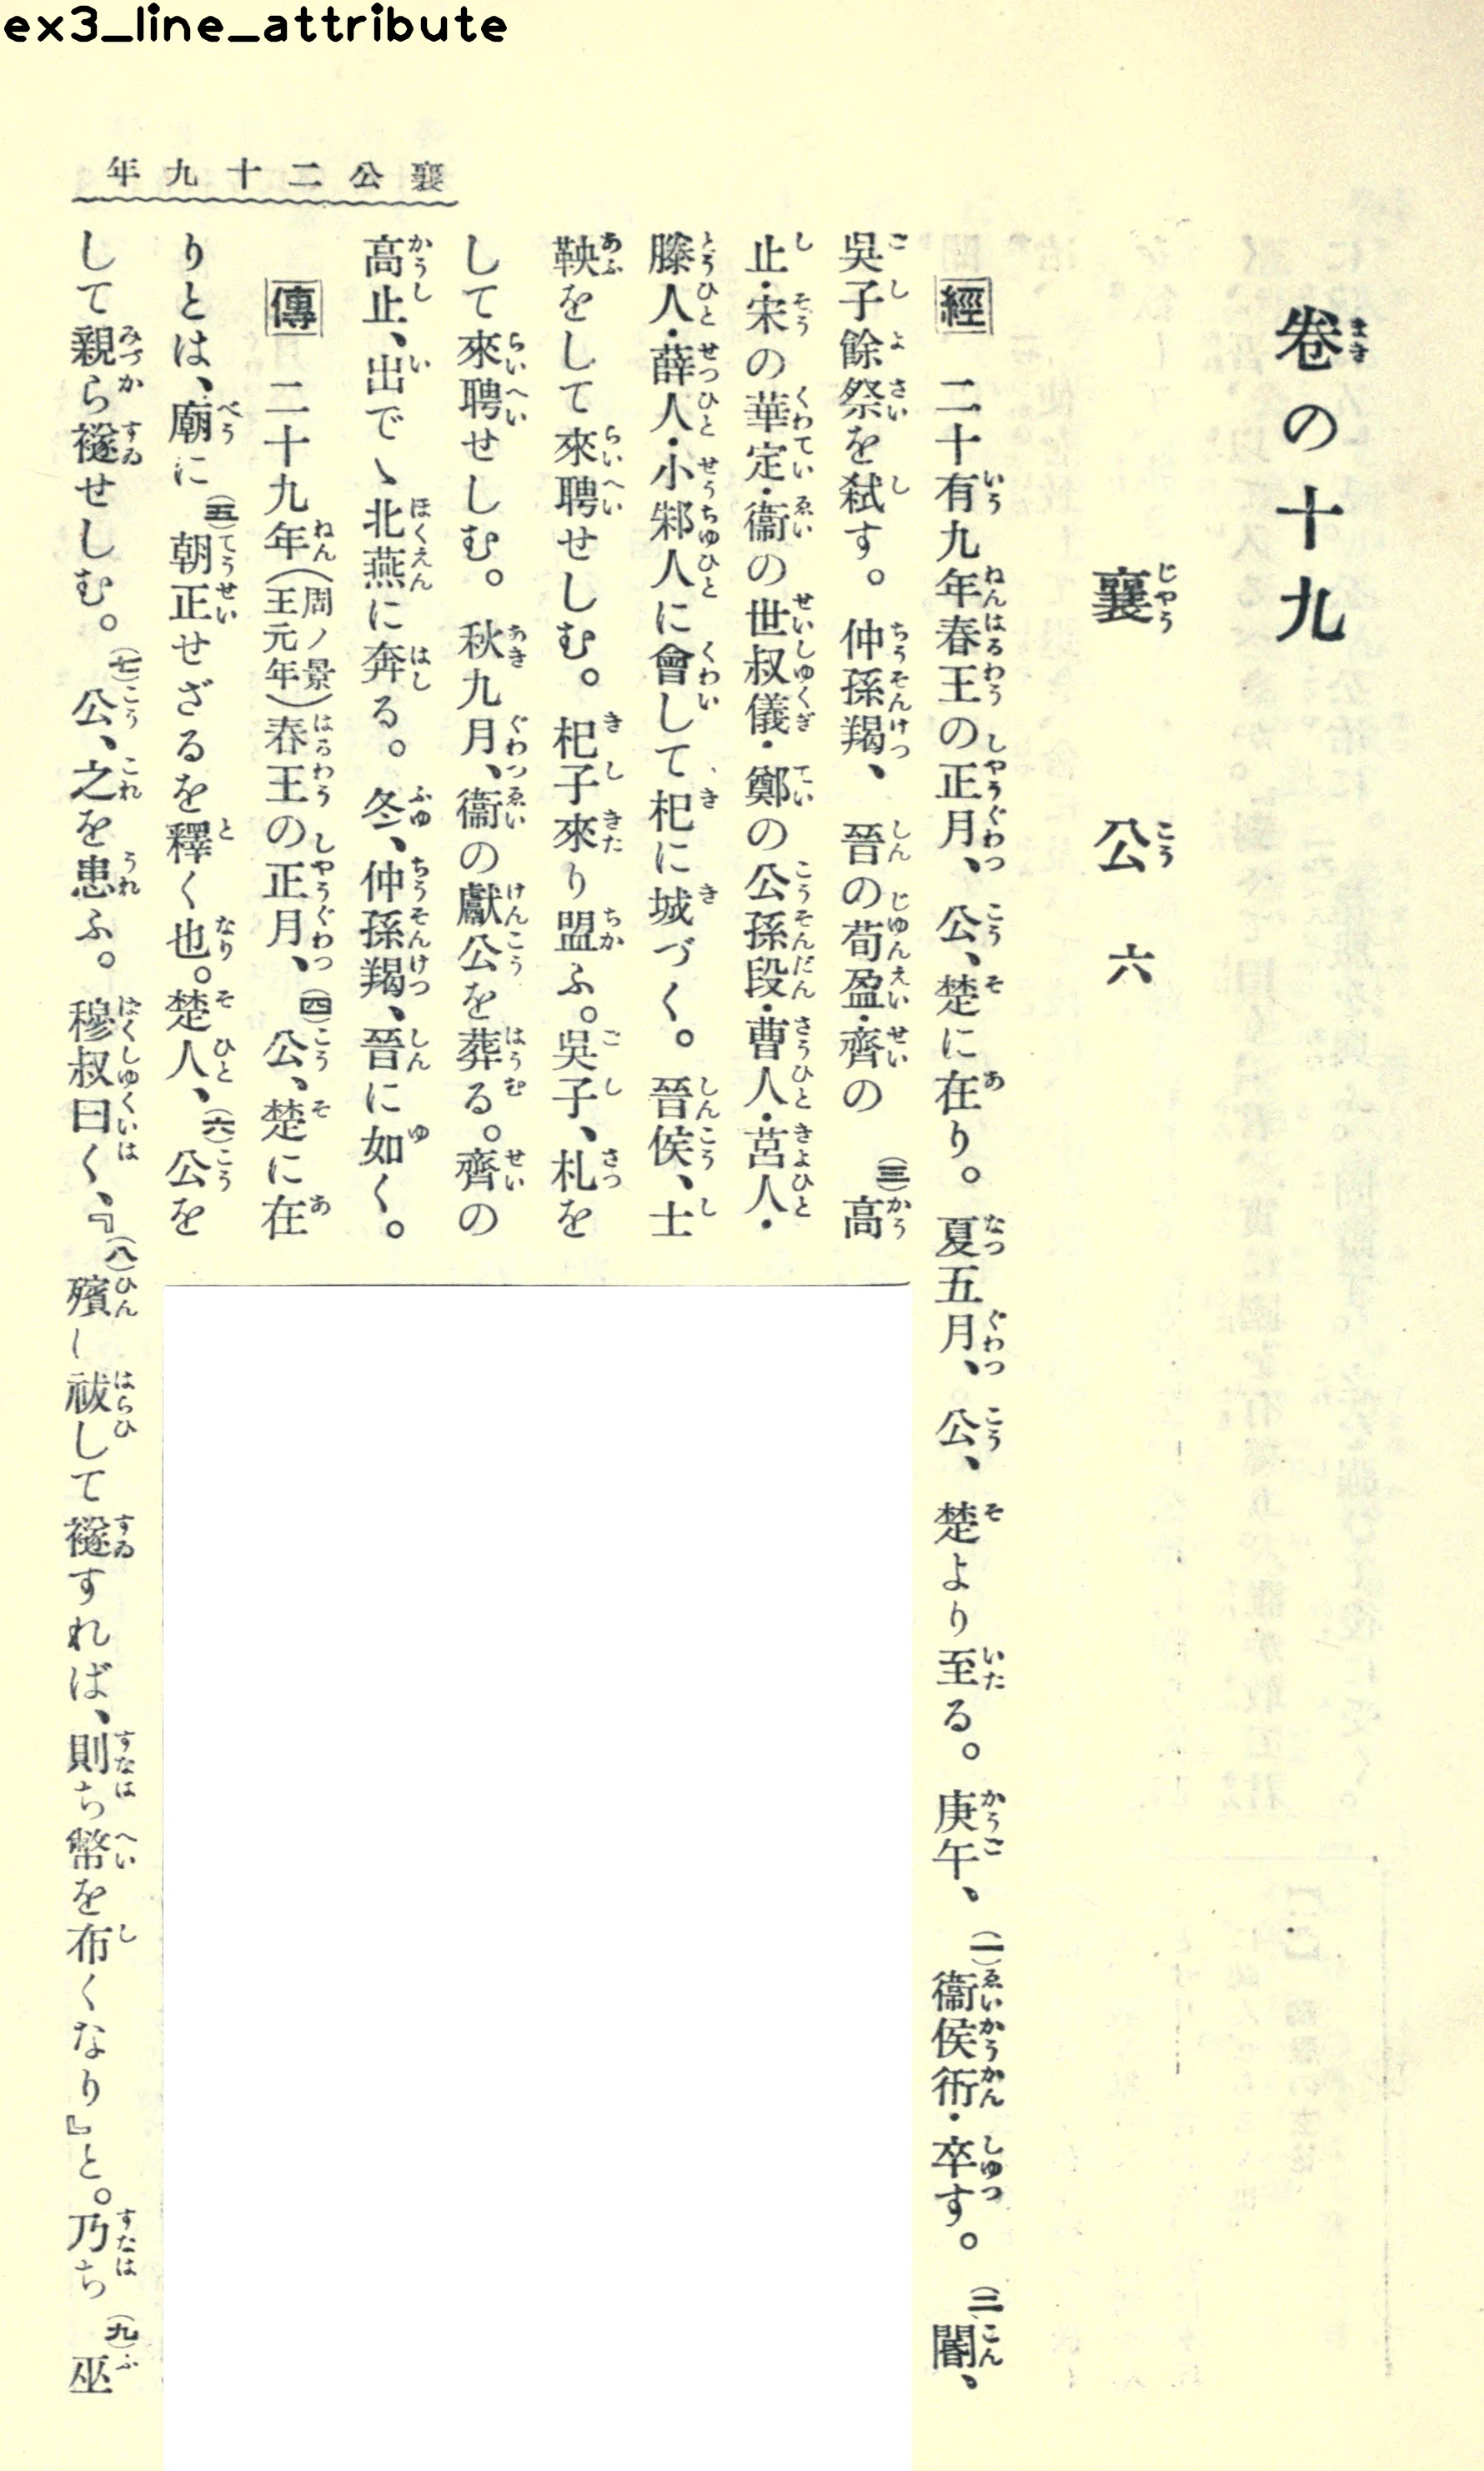 ex3_line_attribute
襄公二十九年
卷の十九
襄公 六
經 二十有九年春王の正月、公、楚に在り。夏五月、公、楚より至る。庚午、(一)衞侯衎・卒す。(二)閽、
吳子餘祭を弑す。仲孫羯、晉の荀盈・齊の(三)高
止・宋の華定・衞の世叔儀・鄭の公孫段・曹人・莒人・
滕人・薛人・小邾人に會して、杞に城づく。晉侯、士
鞅をして來聘せしむ。杞子來り盟ふ。吳子、札を
して來聘せしむ。秋九月、衞の獻公を葬る。齊の
高止、出でゝ北燕に奔る。冬、仲孫羯、晉に如く。
傳 二十九年(周ノ景王元年)春王の正月、(四)公、楚に在
りとは、廟に(五)朝正せざるを釋く也。楚人、(六)公を
して親ら襚せしむ。(七)公、之を患ふ。穆叔曰く、『(八)殯し祓して襚すれば、則ち幣を布くなり』と。乃ち(九)巫